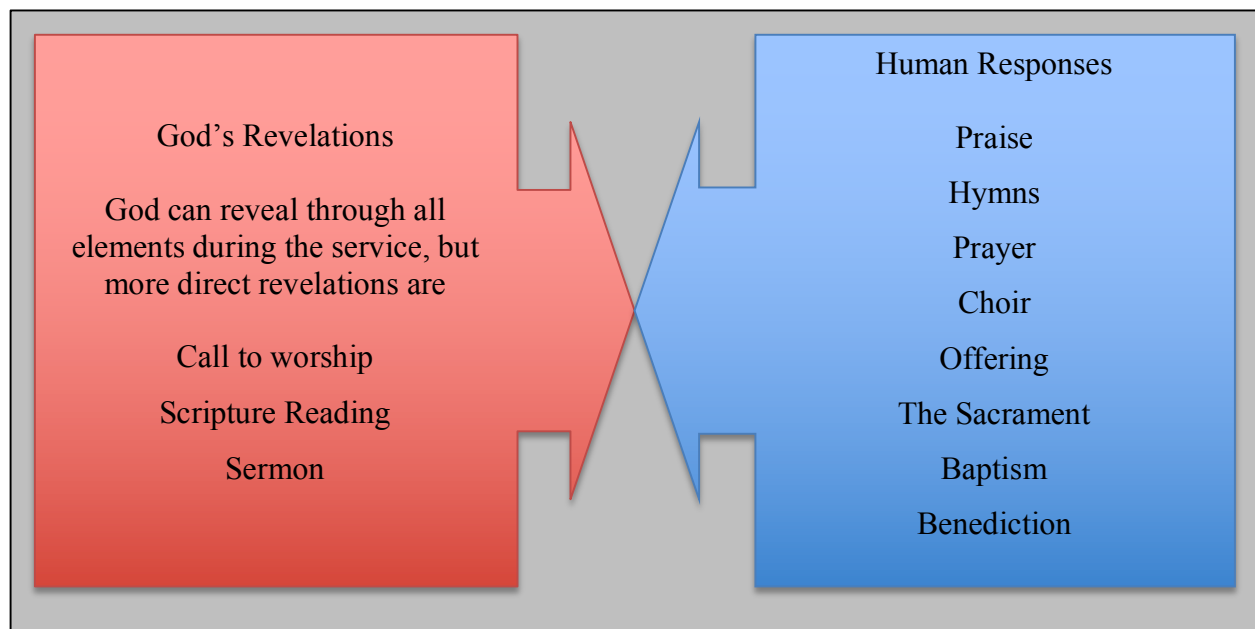 God’s Revelations
God can reveal through all
elements during the service, but
more direct revelations are
Call to worship
Scripture Reading
Sermon
Human Responses
Praise
Hymns
Prayer
Choir
Offering
The Sacrament
Baptism
Benediction